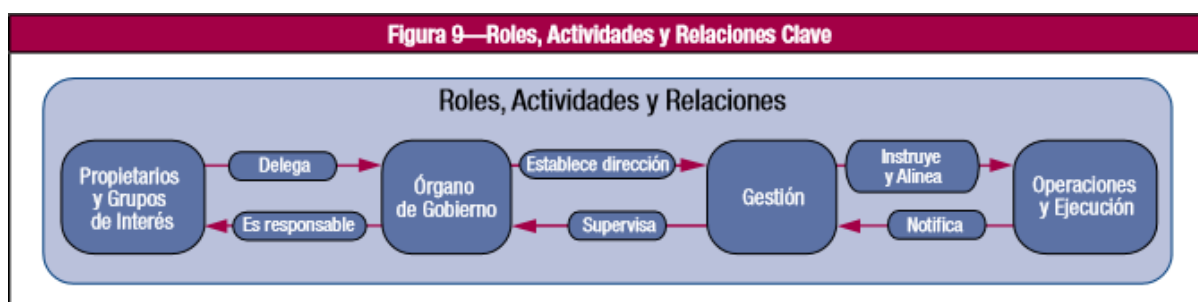 Figura 9—Roles, Actividades y Relaciones Clave
Roles, Actividades y Relaciones
Propietarios
y Grupos
de Interés
Delega
Es responsable
Órgano
de Gobierno
Establece dirección
Supervisa
Gestión
Instruye
y Alinea
Notifica
Operaciones
y Ejecución